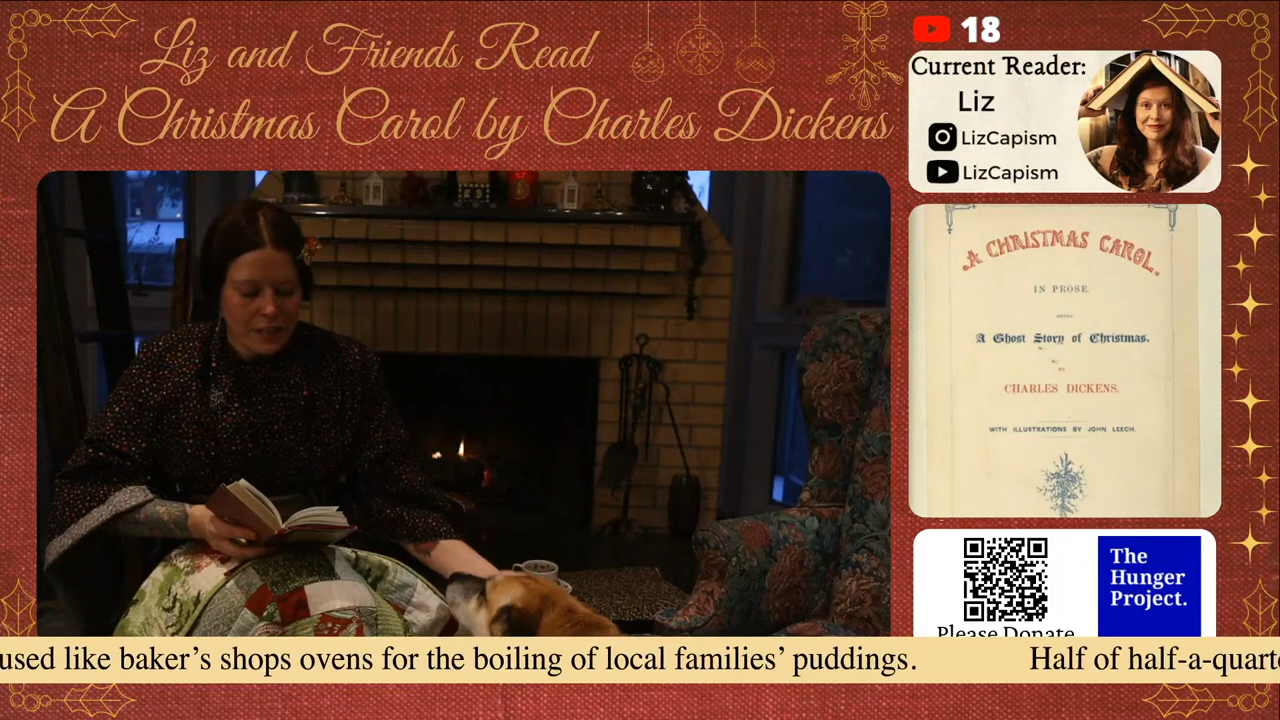 Liz and Friends Read
A Christmas Carol by Charles Dickens
18
Current Reader:
Liz
LizCapism
LizCapism
A CHRISTMAS CAROL.
IN PROSE.
BEING
A Ghost Story of Christmas.
BY
CHARLES DICKENS.
WITH ILLUSTRATIONS BY JOHN LEECH.
The
Hunger
Project.
Please Donate
used like baker's shops ovens for the boiling of local families' puddings. Half of half-a-quart